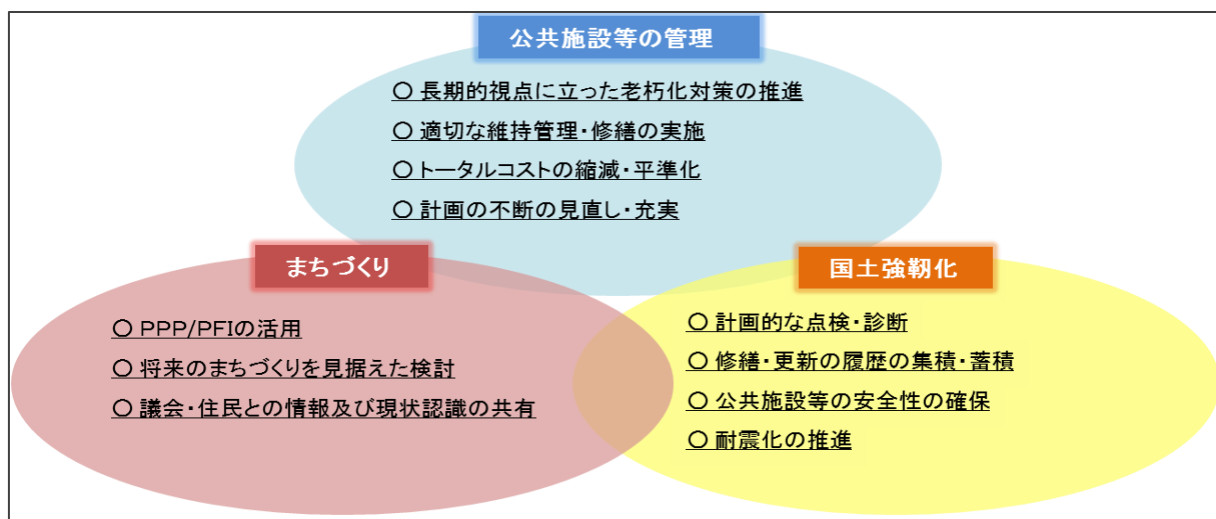 公共施設等の管理
〇 長期的視点に立った老朽化対策の推進
〇 適切な維持管理・修繕の実施
〇 トータルコストの縮減・平準化
〇 計画の不断の見直し・充実
まちづくり
〇 PPP/PFIの活用
〇 将来のまちづくりを見据えた検討
〇 議会・住民との情報及び現状認識の共有
国土強靭化
〇 計画的な点検・診断
〇 修繕・更新の履歴の集積・蓄積
〇 公共施設等の安全性の確保
〇 耐震化の推進